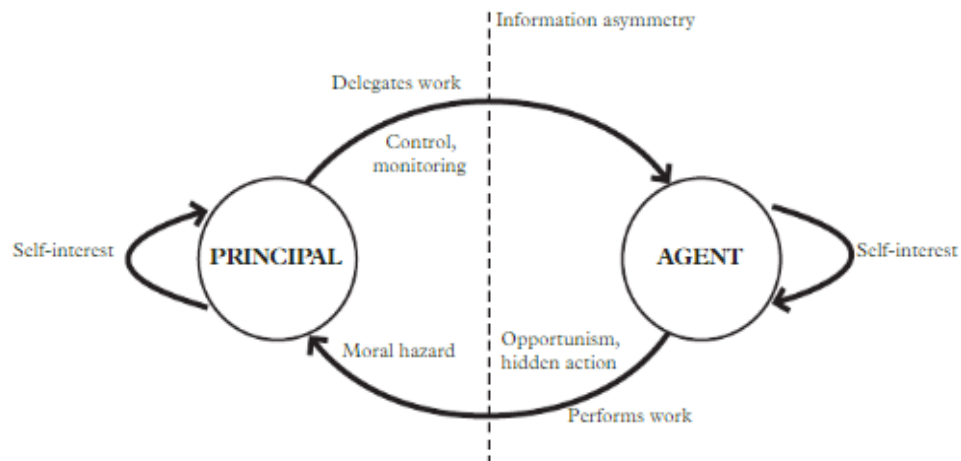 Information asymmetry
Delegates work
Control,
monitoring
Self-interest
PRINCIPAL
AGENT
Self-interest
Moral hazard
Opportunism,
hidden action
Performs work